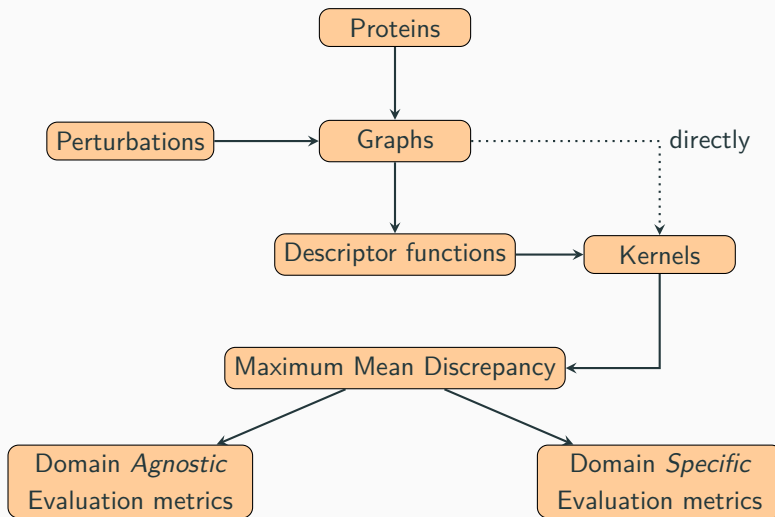 Proteins
Perturbations
Graphs
directly
Descriptor functions
Kernels
Maximum Mean Discrepancy
Domain Agnostic
Evaluation metrics
Domain Specific
Evaluation metrics